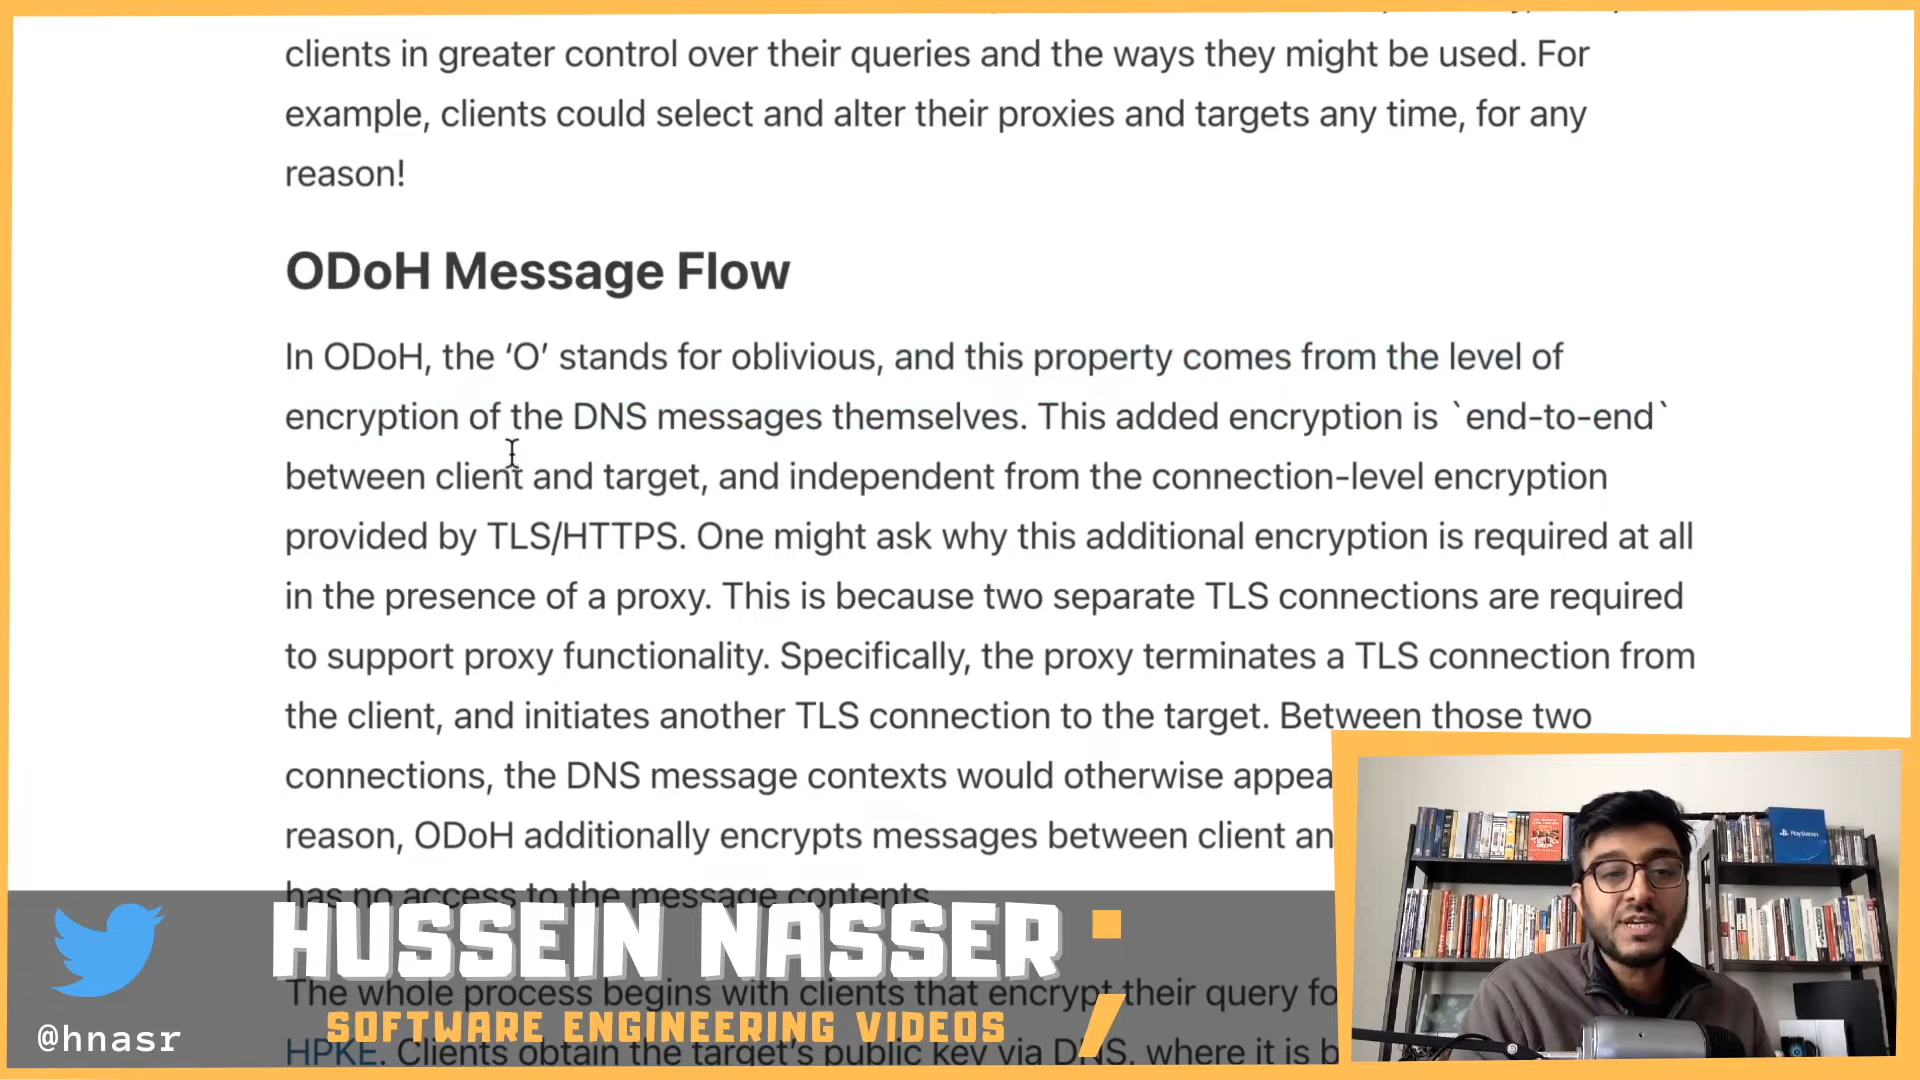 clients in greater control over their queries and the ways they might be used. For
example, clients could select and alter their proxies and targets any time, for any
reason!
ODoH Message Flow
In ODoH, the ‘O’ stands for oblivious, and this property comes from the level of
encryption of the DNS messages themselves. This added encryption is `end-to-end`
between client and target, and independent from the connection-level encryption
provided by TLS/HTTPS. One might ask why this additional encryption is required at all
in the presence of a proxy. This is because two separate TLS connections are required
to support proxy functionality. Specifically, the proxy terminates a TLS connection from
the client, and initiates another TLS connection to the target. Between those two
connections, the DNS message contexts would otherwise appea
reason, ODoH additionally encrypts messages between client an
has no access to the message contents.
HUSSEIN NASSER;
The whole process begins with clients that encrypt their query fo
SOFTWARE ENGINEERING VIDEOS
@hnasr
HPKE. Clients obtain the target's public key via DNS, where it is b
PlayStation